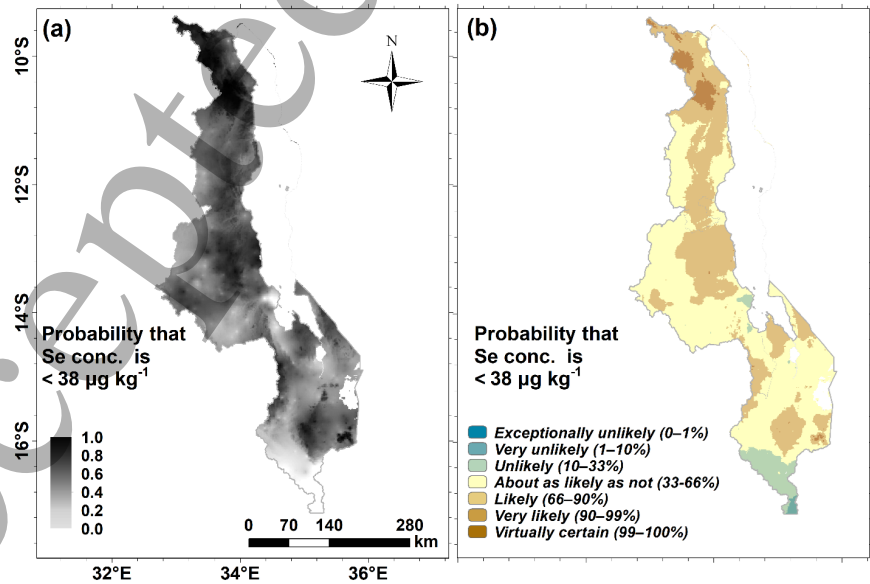 (a)
N
10°S
12°S
14°S
16°S
Probability that
Se conc. is
< 38 µg kg-1
1.0
0.8
0.6
0.4
0.2
0.0
0 70 140 280
km
32°E 34°E 36°E
(b)
Probability that
Se conc. is
< 38 µg kg-1
Exceptionally unlikely (0–1%)
Very unlikely (1–10%)
Unlikely (10–33%)
About as likely as not (33-66%)
Likely (66–90%)
Very likely (90–99%)
Virtually certain (99–100%)